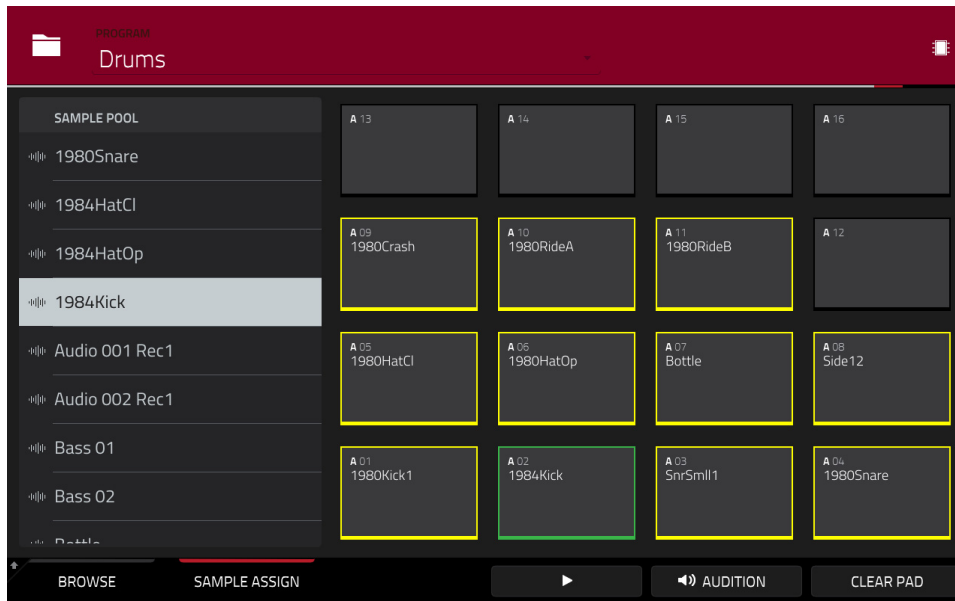 PROGRAM
Drums
SAMPLE POOL
1980Snare
1984HatCl
1984HatOp
1984Kick
Audio 001 Rec1
Audio 002 Rec1
Bass 01
Bass 02
Bottle
A 13
A 14
A 15
A 16
A 09
1980Crash
A 10
1980RideA
A 11
1980RideB
A 12
A 05
1980HatCl
A 06
1980HatOp
A 07
Bottle
A 08
Side12
A 01
1980Kick1
A 02
1984Kick
A 03
SnrSmll1
A 04
1980Snare
BROWSE
SAMPLE ASSIGN
AUDITION
CLEAR PAD